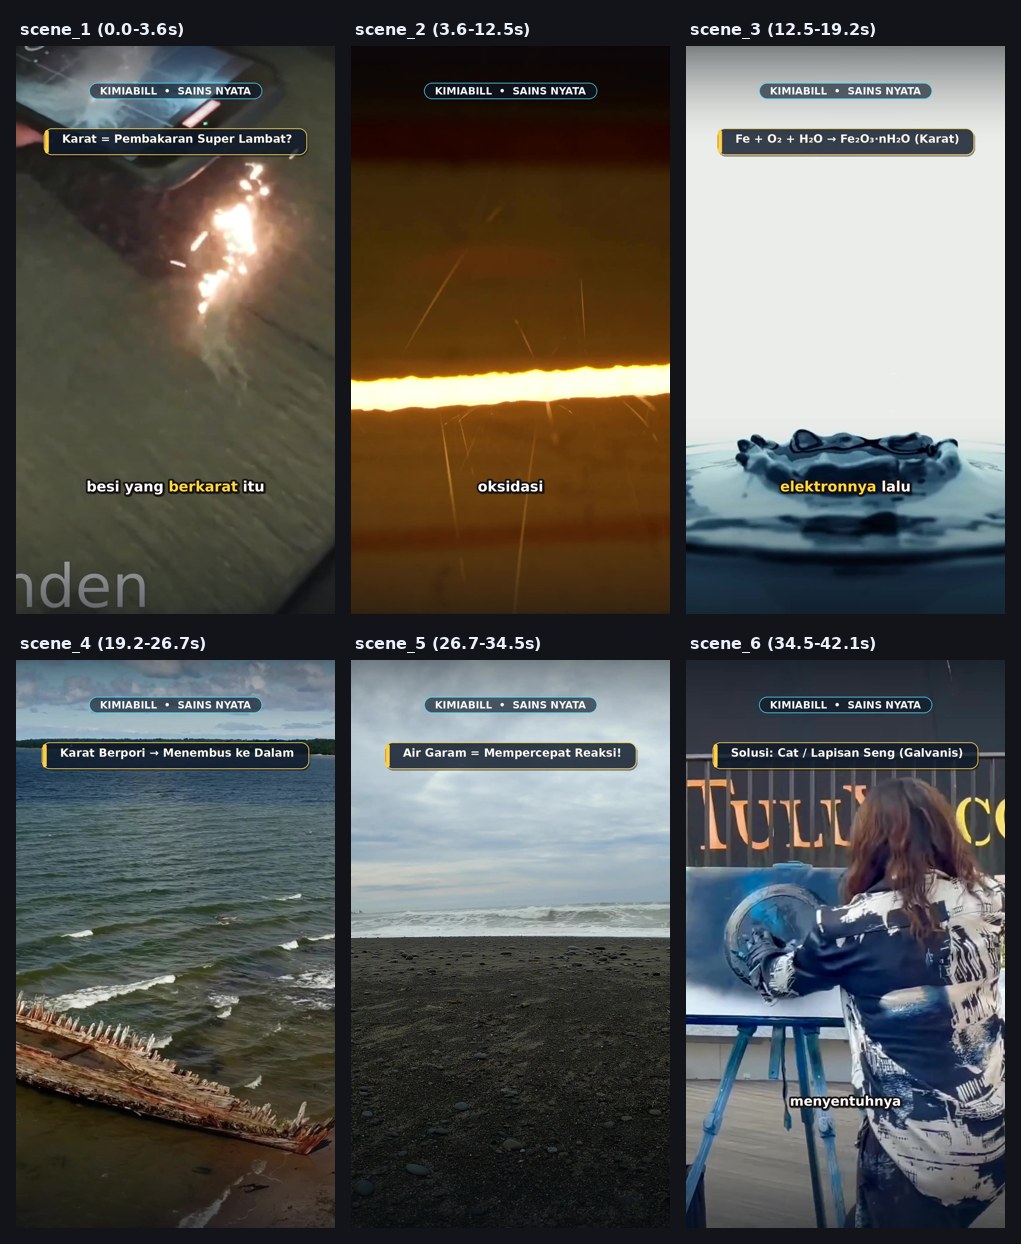 scene_1 (0.0-3.6s)
KIMIABILL • SAINS NYATA
Karat = Pembakaran Super Lambat?
besi yang berkarat itu
nden
scene_2 (3.6-12.5s)
KIMIABILL • SAINS NYATA
oksidasi
scene_3 (12.5-19.2s)
KIMIABILL • SAINS NYATA
Fe + O₂ + H₂O → Fe₂O₃·nH₂O (Karat)
elektronnya lalu
scene_4 (19.2-26.7s)
KIMIABILL • SAINS NYATA
Karat Berpori → Menembus ke Dalam
scene_5 (26.7-34.5s)
KIMIABILL • SAINS NYATA
Air Garam = Mempercepat Reaksi!
scene_6 (34.5-42.1s)
KIMIABILL • SAINS NYATA
Solusi: Cat / Lapisan Seng (Galvanis)
menyentuhnya